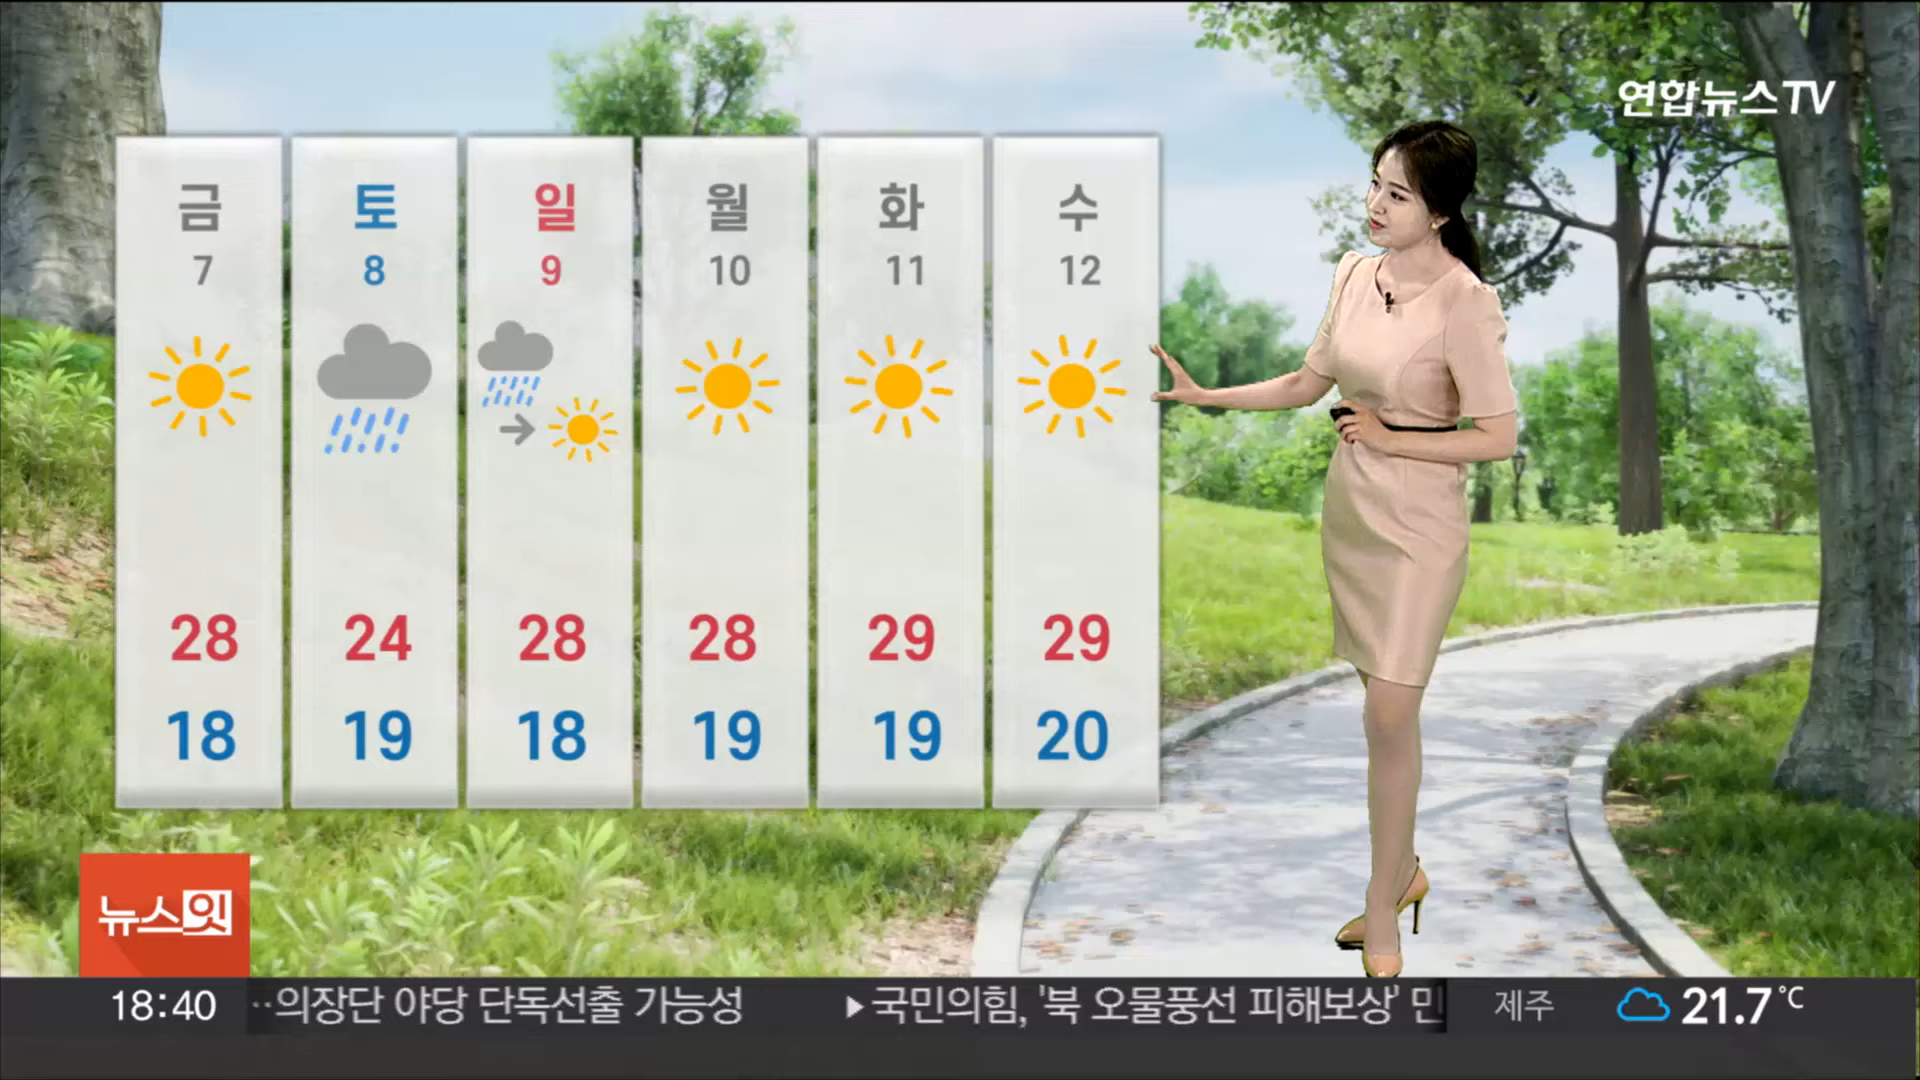 연합뉴스TV
금 토 일 월 화 수
7 8 9 10 11 12
28 24 28 28 29 29
18 19 18 19 19 20
뉴스잇
18:40 ··의장단 야당 단독선출 가능성 ▶국민의힘, '북 오물풍선 피해보상' 민 제주 21.7℃